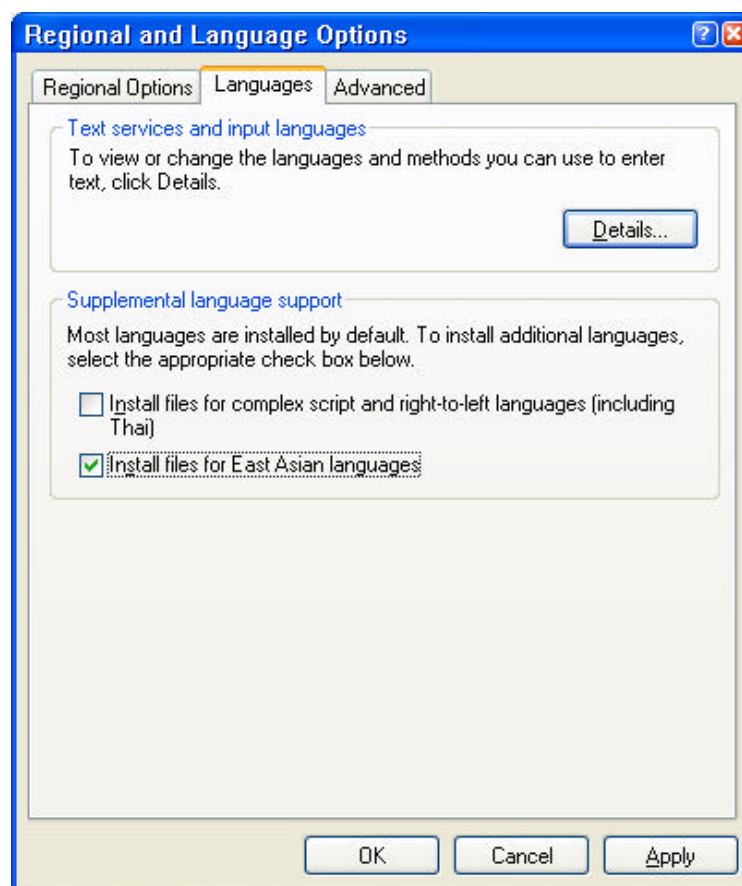 Regional and Language Options
Regional Options
Languages
Advanced
Text services and input languages
To view or change the languages and methods you can use to enter
text, click Details.
Details...
Supplemental language support
Most languages are installed by default. To install additional languages,
select the appropriate check box below.
Install files for complex script and right-to-left languages (including
Thai)
Install files for East Asian languages
OK
Cancel
Apply